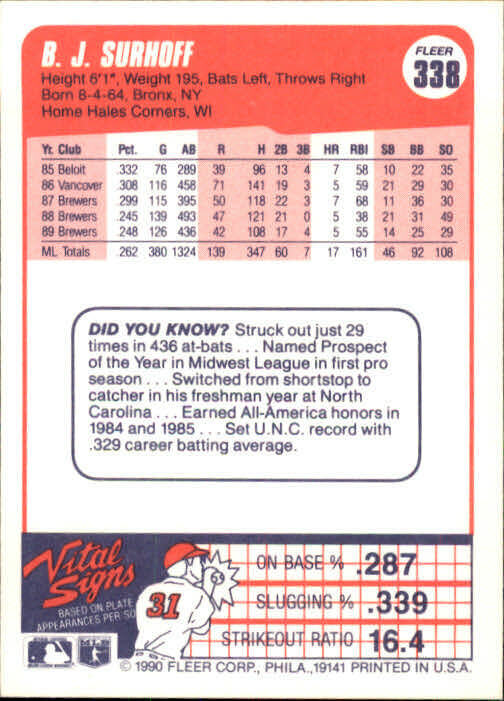 B. J. SURHOFF
FLEER
338
Height 6'1", Weight 195, Bats Left, Throws Right
Born 8-4-64, Bronx, NY
Home Hales Corners, WI
Yr. Club Pct. G AB R H 2B 3B HR RBI SB BB SO
85 Beloit .332 76 289 39 96 13 4 7 58 10 22 35
86 Vancover .308 116 458 71 141 19 3 5 59 21 29 30
87 Brewers .299 115 395 50 118 22 3 7 68 11 36 30
88 Brewers .245 139 493 47 121 21 0 5 38 21 31 49
89 Brewers .248 126 436 42 108 17 4 5 55 14 25 29
ML Totals .262 380 1324 139 347 60 7 17 161 46 92 108
DID YOU KNOW? Struck out just 29
times in 436 at-bats . . . Named Prospect
of the Year in Midwest League in first pro
season . . . Switched from shortstop to
catcher in his freshman year at North
Carolina . . . Earned All-America honors in
1984 and 1985 . . . Set U.N.C. record with
.329 career batting average.
Vital
Signs
BASED ON PLATE
APPEARANCES PER SO
31
ON BASE % .287
SLUGGING % .339
STRIKEOUT RATIO 16.4
© 1990 FLEER CORP., PHILA., 19141 PRINTED IN U.S.A.